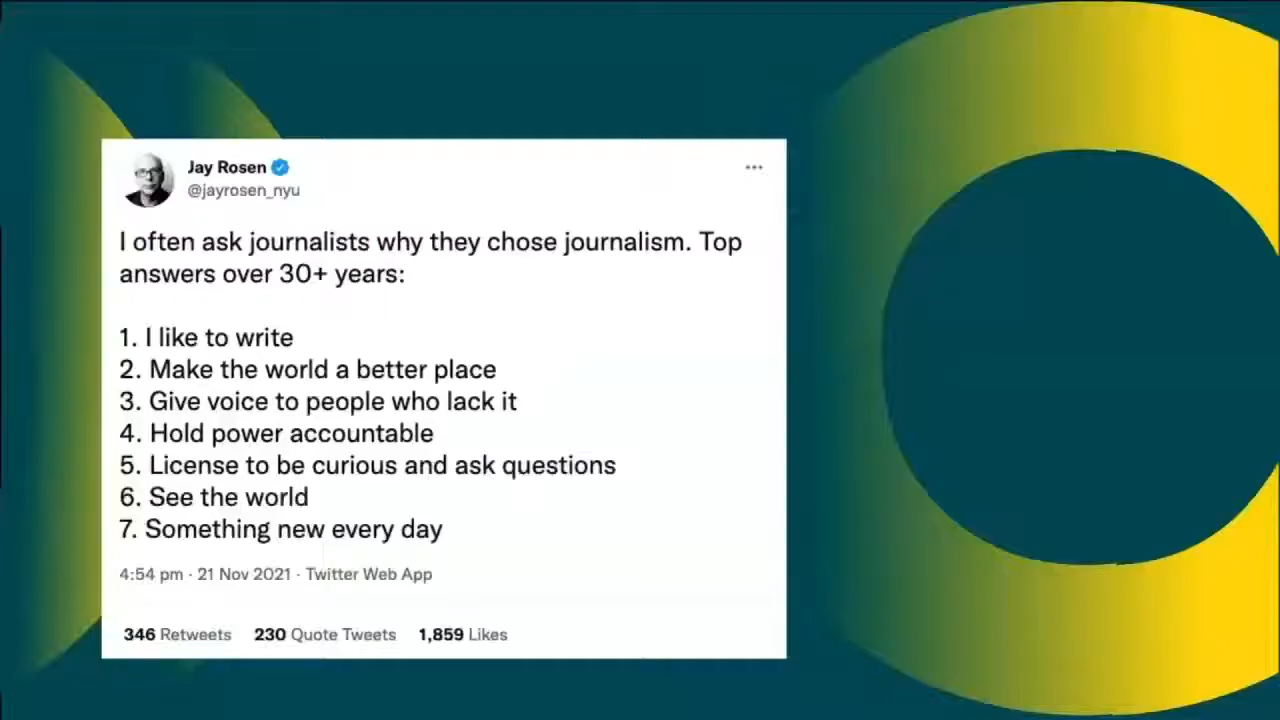 Jay Rosen
@jayrosen_nyu
I often ask journalists why they chose journalism. Top
answers over 30+ years:
1. I like to write
2. Make the world a better place
3. Give voice to people who lack it
4. Hold power accountable
5. License to be curious and ask questions
6. See the world
7. Something new every day
4:54 pm · 21 Nov 2021 · Twitter Web App
346 Retweets 230 Quote Tweets 1,859 Likes